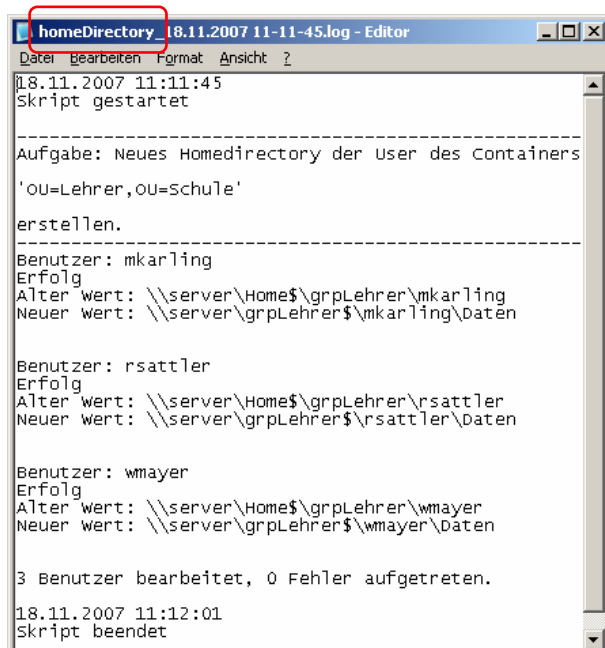 homeDirectory_18.11.2007 11-11-45.log - Editor
Datei Bearbeiten Format Ansicht ?
18.11.2007 11:11:45
Skript gestartet
-----------------------------------------------------
Aufgabe: Neues Homedirectory der User des Containers
'OU=Lehrer,OU=Schule'
erstellen.
-----------------------------------------------------
Benutzer: mkarling
Erfolg
Alter Wert: \\server\Home$\grpLehrer\mkarling
Neuer Wert: \\server\grpLehrer$\mkarling\Daten
Benutzer: rsattler
Erfolg
Alter Wert: \\server\Home$\grpLehrer\rsattler
Neuer Wert: \\server\grpLehrer$\rsattler\Daten
Benutzer: wmayer
Erfolg
Alter Wert: \\server\Home$\grpLehrer\wmayer
Neuer Wert: \\server\grpLehrer$\wmayer\Daten
3 Benutzer bearbeitet, 0 Fehler aufgetreten.
18.11.2007 11:12:01
Skript beendet